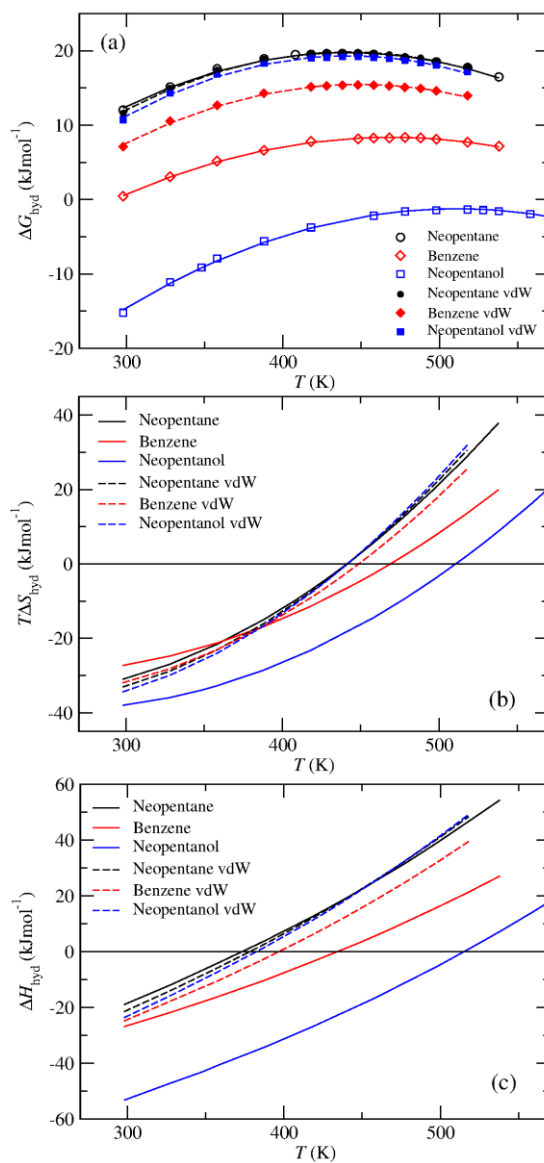 (a)
20
10
0
-10
-20
ΔG_hyd (kJmol⁻¹)
Neopentane
Benzene
Neopentanol
Neopentane vdW
Benzene vdW
Neopentanol vdW
300 400 500
T (K)
40
20
0
-20
-40
TΔS_hyd (kJmol⁻¹)
Neopentane
Benzene
Neopentanol
Neopentane vdW
Benzene vdW
Neopentanol vdW
(b)
300 400 500
T (K)
60
40
20
0
-20
-40
-60
ΔH_hyd (kJmol⁻¹)
Neopentane
Benzene
Neopentanol
Neopentane vdW
Benzene vdW
Neopentanol vdW
(c)
300 400 500
T (K)